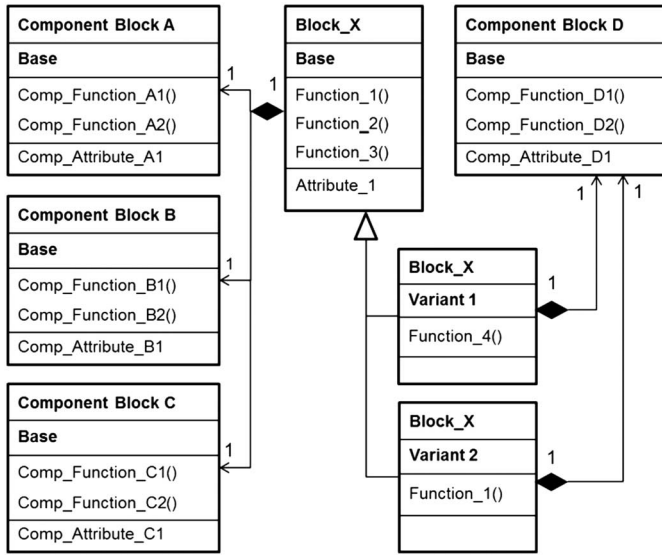 Component Block A
Base
Comp_Function_A1()
Comp_Function_A2()
Comp_Attribute_A1
1
Component Block B
Base
Comp_Function_B1()
Comp_Function_B2()
Comp_Attribute_B1
1
Component Block C
Base
Comp_Function_C1()
Comp_Function_C2()
Comp_Attribute_C1
1
1
Block_X
Base
Function_1()
Function_2()
Function_3()
Attribute_1
Block_X
Variant 1
Function_4()
1
Block_X
Variant 2
Function_1()
1
Component Block D
Base
Comp_Function_D1()
Comp_Function_D2()
Comp_Attribute_D1
1
1